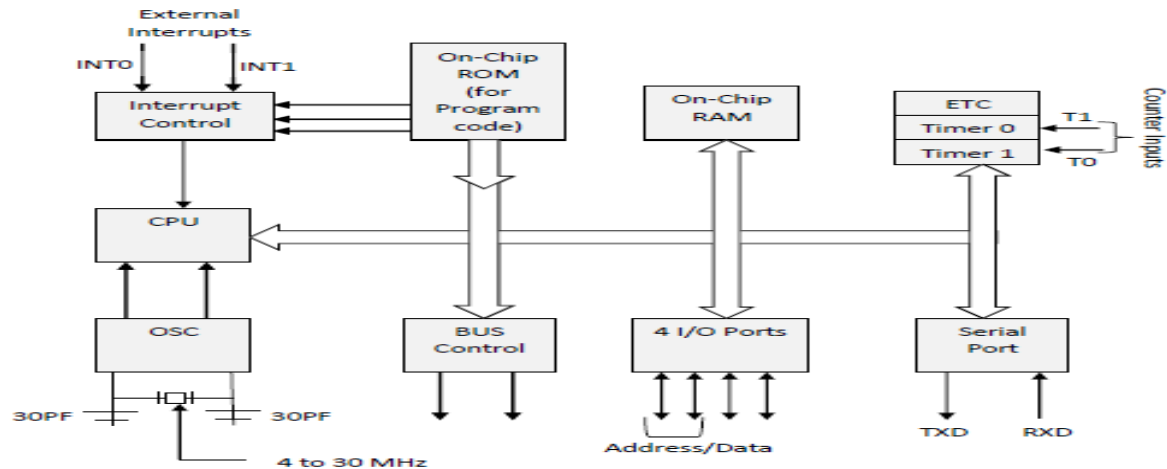 External
Interrupts
INT0
INT1
Interrupt
Control
On-Chip
ROM
(for
Program
code)
On-Chip
RAM
ETC
Timer 0
Timer 1
T1
T0
Counter Inputs
CPU
OSC
BUS
Control
4 I/O Ports
Serial
Port
30PF
30PF
4 to 30 MHz
Address/Data
TXD
RXD